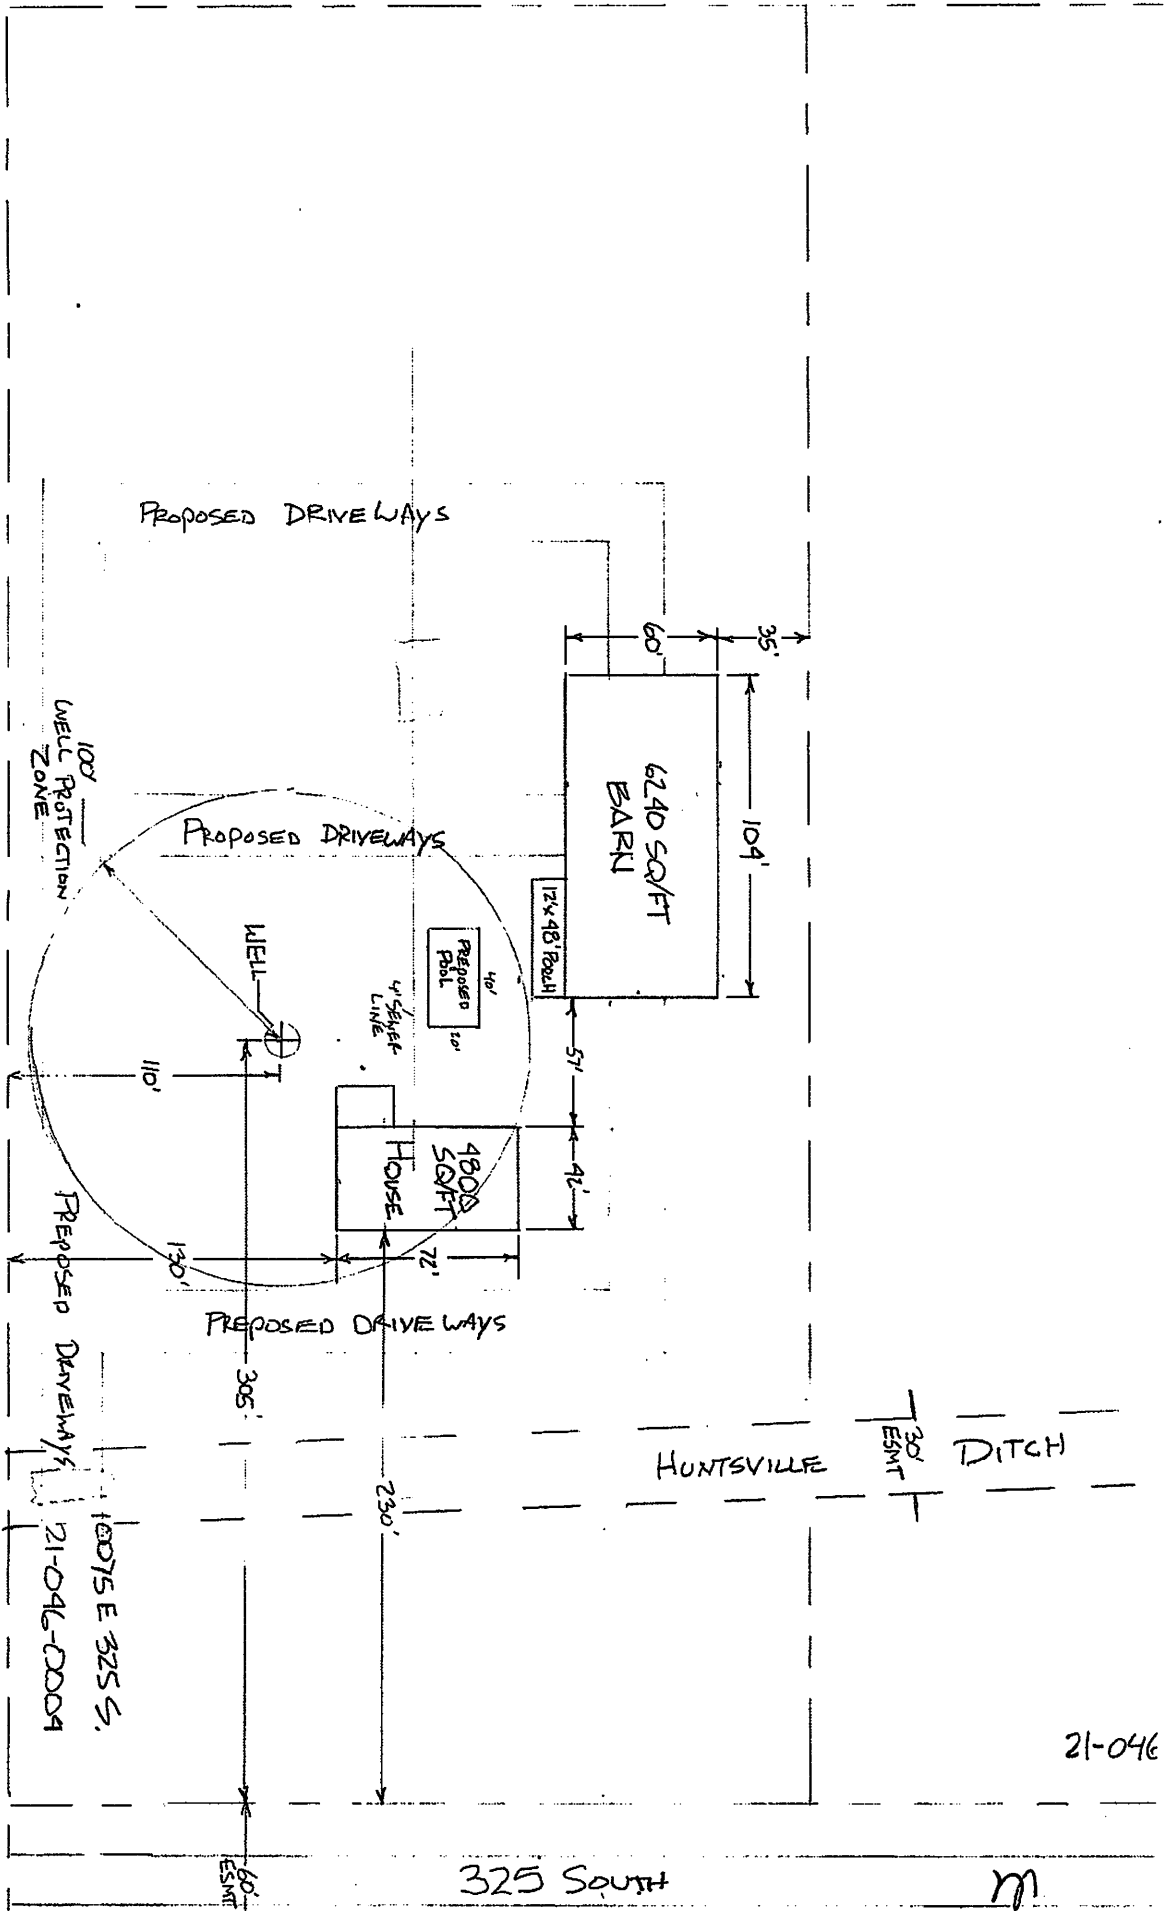 PROPOSED DRIVEWAYS
60'
35'
6240 SQ/FT
BARN
104'
12'x48' PORCH
100'
WELL PROTECTION
ZONE
PROPOSED DRIVEWAYS
WELL
PREPOSED
POOL
40'
20'
4" SEWER
LINE
57'
110'
4800
SQ/FT
HOUSE
42'
72'
130'
PREPOSED DRIVEWAYS
PREPOSED DRIVEWAYS
305'
230'
HUNTSVILLE
30'
ESMT
DITCH
10075 E 325 S.
21-046-0004
21-046
60'
ESMT
325 SOUTH